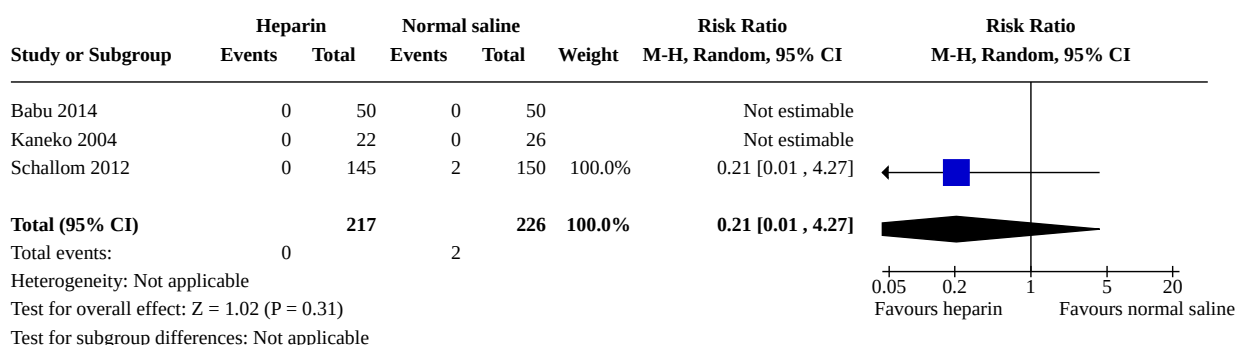 Heparin Normal saline Risk Ratio Risk Ratio
Study or Subgroup Events Total Events Total Weight M-H, Random, 95% CI M-H, Random, 95% CI
Babu 2014 0 50 0 50 Not estimable
Kaneko 2004 0 22 0 26 Not estimable
Schallom 2012 0 145 2 150 100.0% 0.21 [0.01 , 4.27]
Total (95% CI) 217 226 100.0% 0.21 [0.01 , 4.27]
Total events: 0 2
Heterogeneity: Not applicable
Test for overall effect: Z = 1.02 (P = 0.31)
Test for subgroup differences: Not applicable
0.05 0.2 1 5 20
Favours heparin Favours normal saline